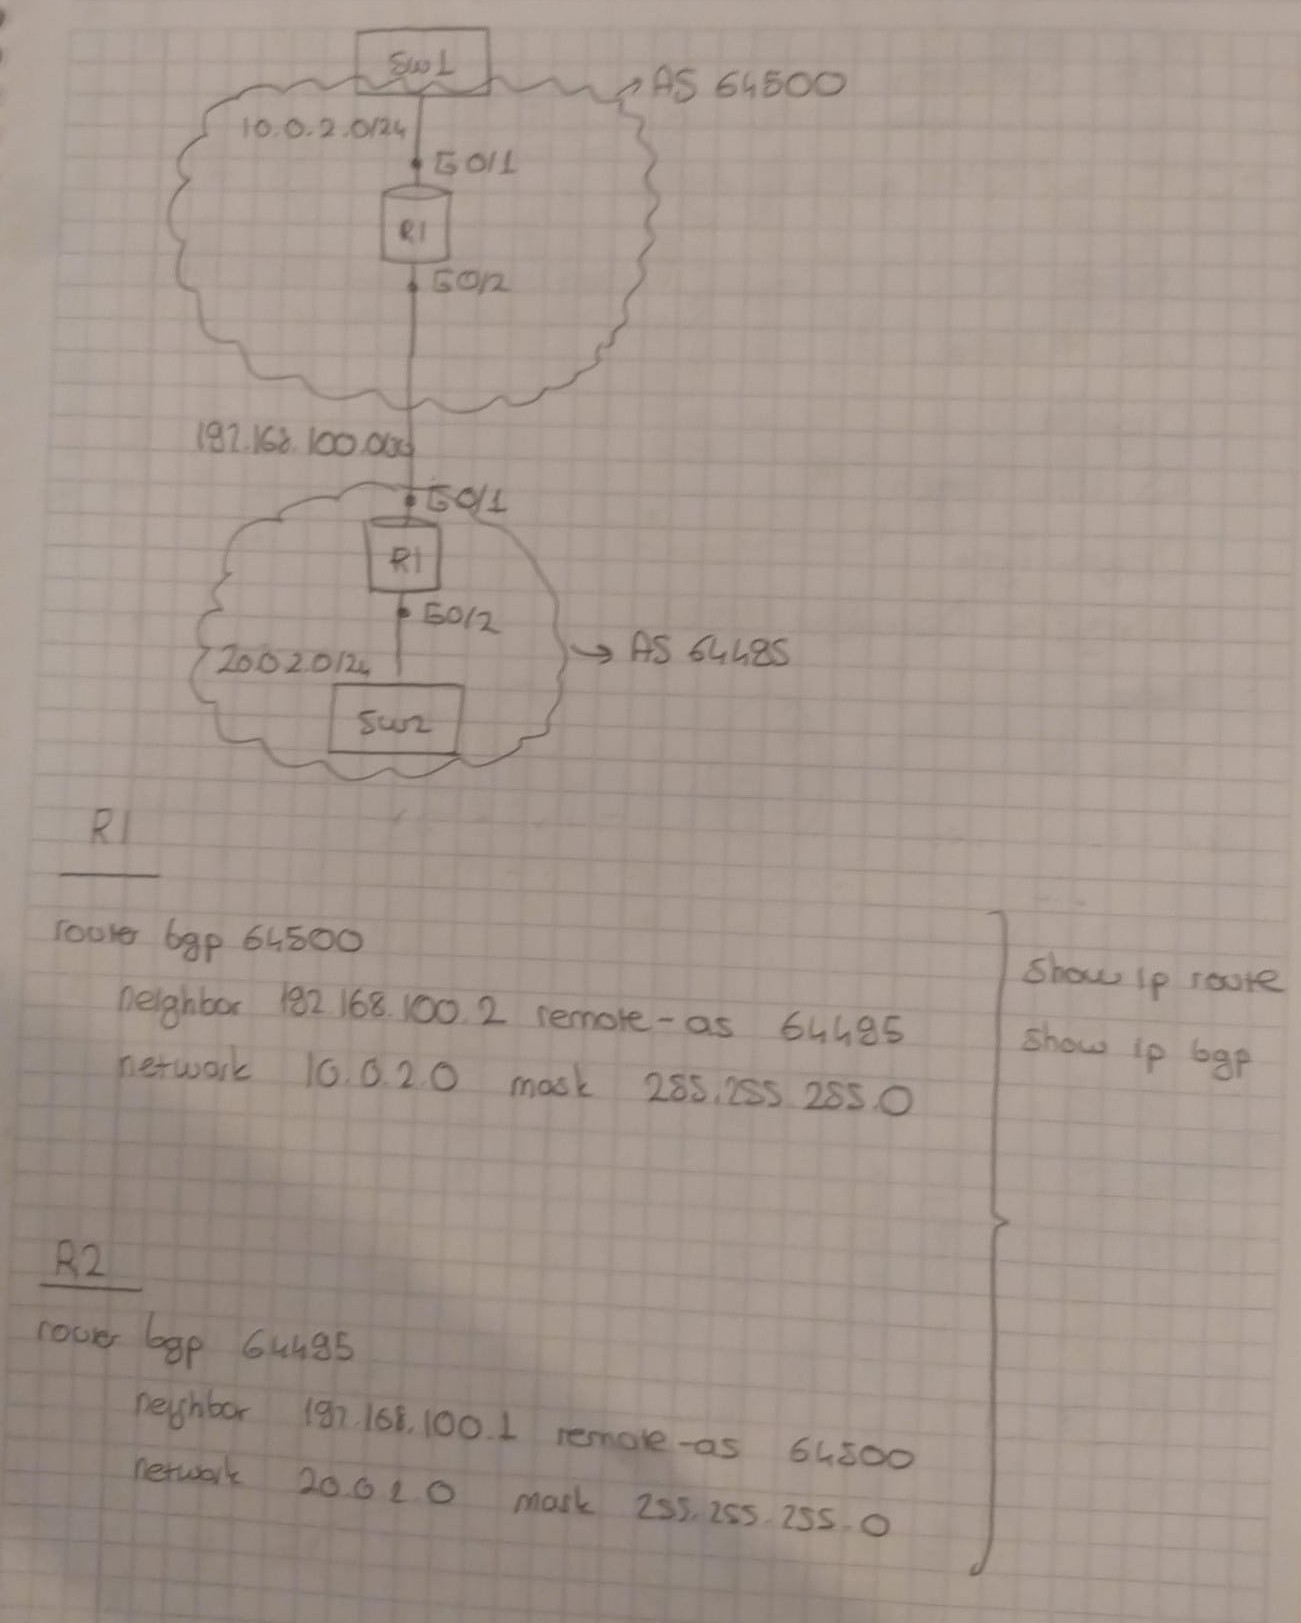 SW1
AS 64500
10.0.2.0/24
G0/1
R1
G0/2
192.168.100.0
G0/1
R1
G0/2
AS 64495
20.0.2.0/24
SW2
R1
router bgp 64500
neighbor 192.168.100.2 remote-as 64495
network 10.0.2.0 mask 255.255.255.0
show ip route
show ip bgp
R2
router bgp 64495
neighbor 192.168.100.1 remote-as 64500
network 20.0.2.0 mask 255.255.255.0